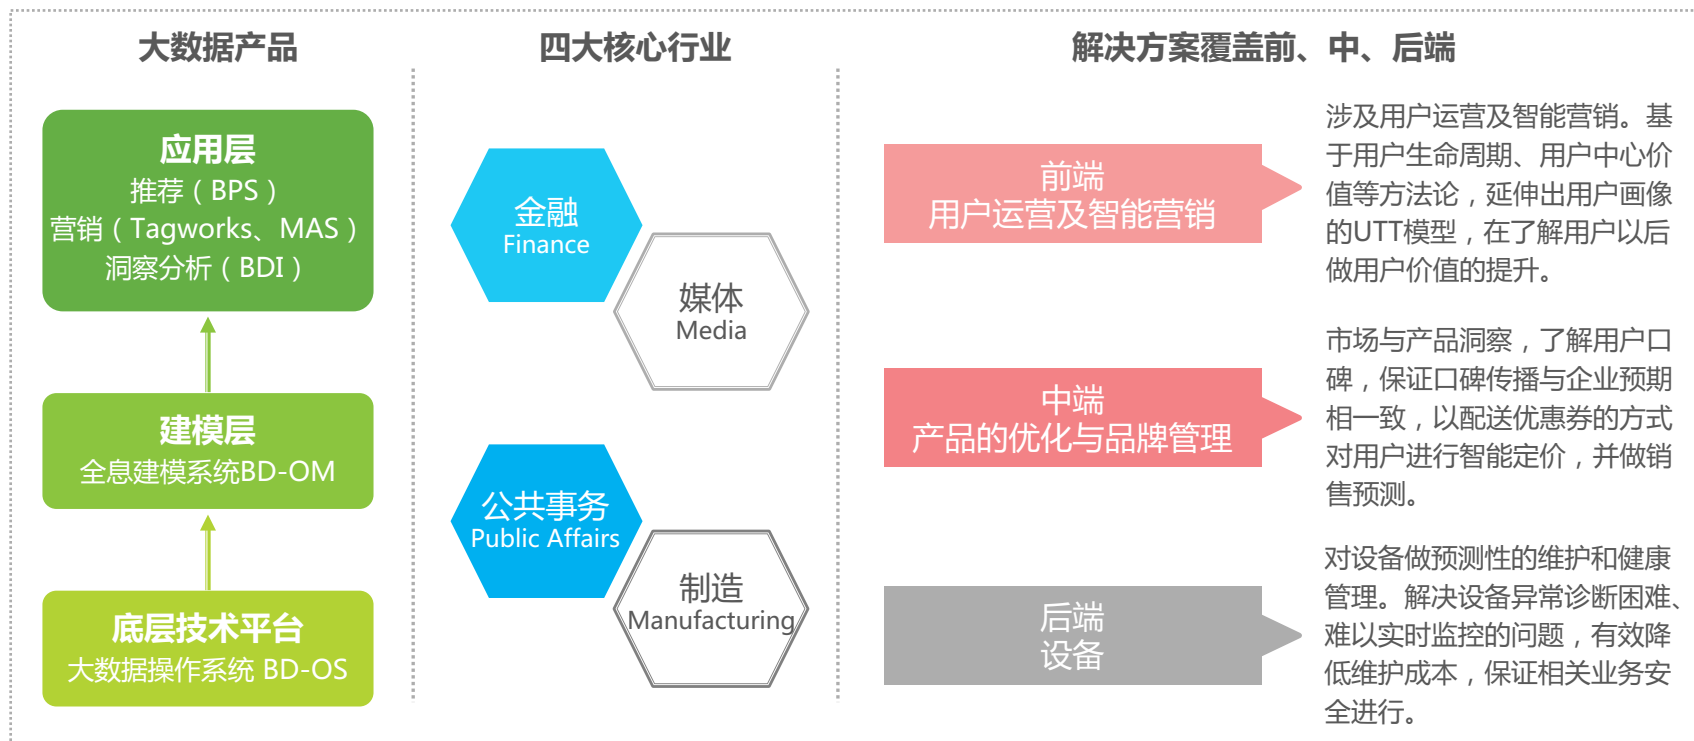 大数据产品
应用层
推荐（BPS）
营销（Tagworks、MAS）
洞察分析（BDI）
建模层
全息建模系统BD-OM
底层技术平台
大数据操作系统 BD-OS
四大核心行业
金融
Finance
媒体
Media
公共事务
Public Affairs
制造
Manufacturing
解决方案覆盖前、中、后端
前端
用户运营及智能营销
涉及用户运营及智能营销。基
于用户生命周期、用户中心价
值等方法论，延伸出用户画像
的UTT模型，在了解用户以后
做用户价值的提升。
中端
产品的优化与品牌管理
市场与产品洞察，了解用户口
碑，保证口碑传播与企业预期
相一致，以配送优惠券的方式
对用户进行智能定价，并做销
售预测。
后端
设备
对设备做预测性的维护和健康
管理。解决设备异常诊断困难、
难以实时监控的问题，有效降
低维护成本，保证相关业务安
全进行。